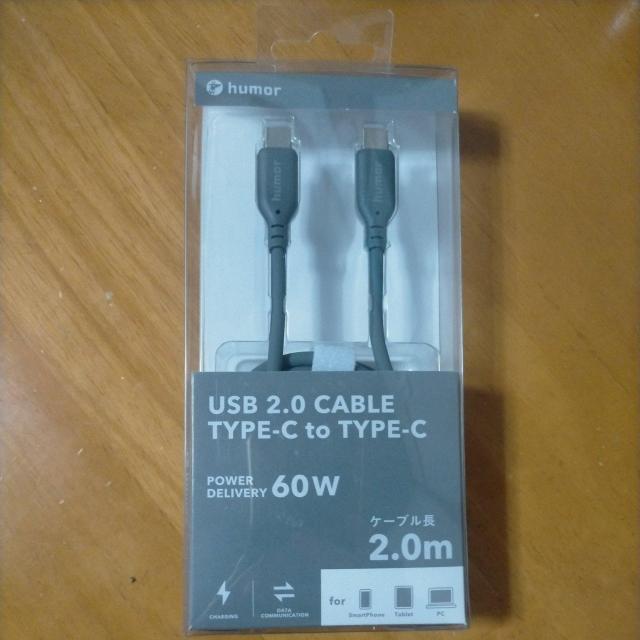 humor
humor
humor
USB 2.0 CABLE
TYPE-C to TYPE-C
POWER
DELIVERY 60W
ケーブル長
2.0m
CHARGING
DATA
COMMUNICATION
for
SmartPhone
Tablet
PC